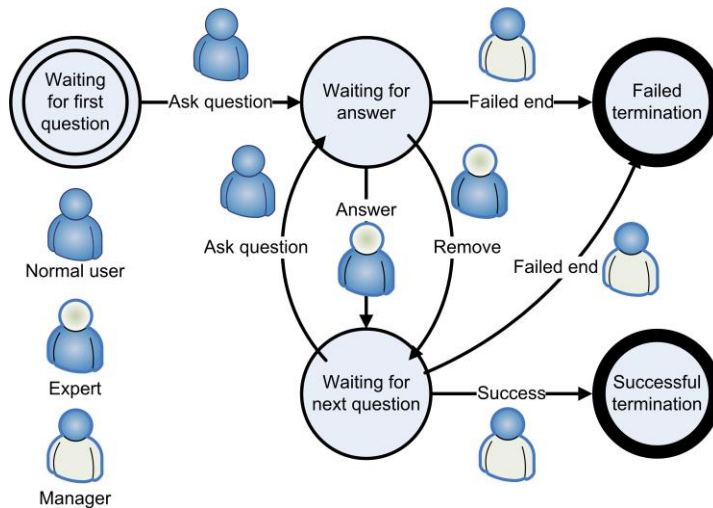 Waiting
for first
question
Ask question
Waiting for
answer
Failed end
Failed
termination
Normal user
Ask question
Answer
Remove
Failed end
Expert
Waiting for
next question
Success
Successful
termination
Manager